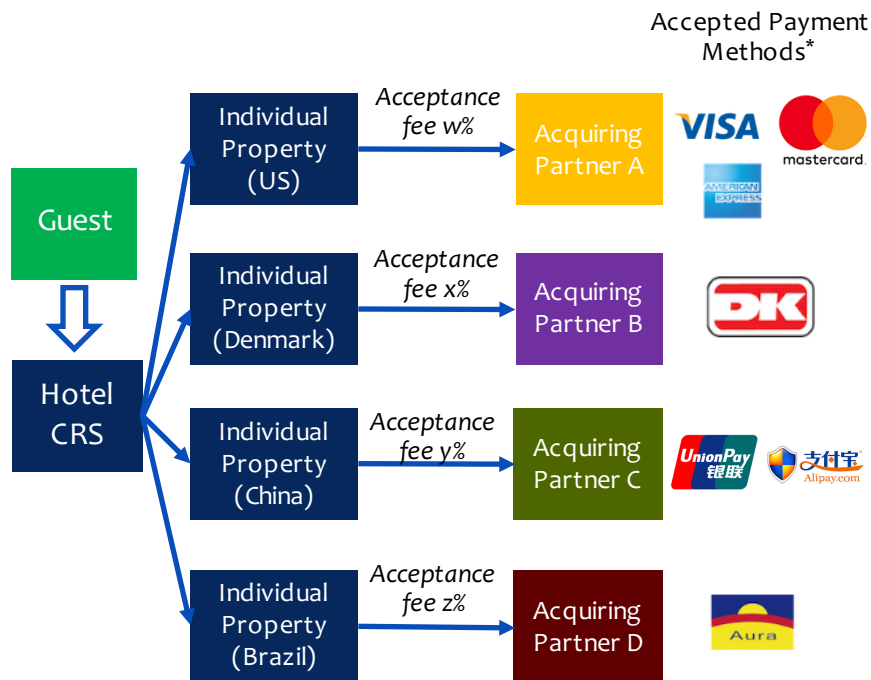 Accepted Payment
Methods*
Guest
Hotel
CRS
Individual
Property
(US)
Acceptance
fee w%
Acquiring
Partner A
VISA
mastercard.
AMERICAN
EXPRESS
Individual
Property
(Denmark)
Acceptance
fee x%
Acquiring
Partner B
DK
Individual
Property
(China)
Acceptance
fee y%
Acquiring
Partner C
UnionPay
银联
支付宝
Alipay.com
Individual
Property
(Brazil)
Acceptance
fee z%
Acquiring
Partner D
Aura